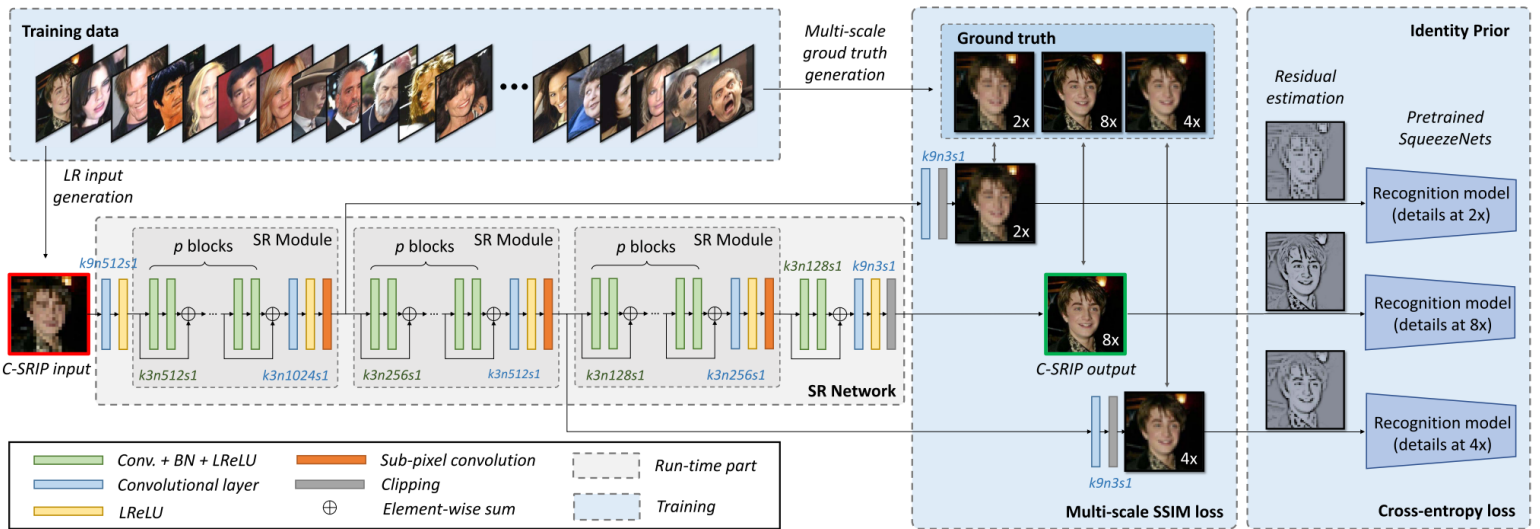 Training data
•••
Multi-scale
groud truth
generation
LR input
generation
Ground truth
2x
8x
4x
Identity Prior
Residual
estimation
Pretrained
SqueezeNets
k9n3s1
2x
Recognition model
(details at 2x)
SR Network
k9n512s1
p blocks
SR Module
p blocks
SR Module
p blocks
SR Module
k3n128s1
k9n3s1
C-SRIP input
k3n512s1
k3n1024s1
k3n256s1
k3n512s1
k3n128s1
k3n256s1
8x
C-SRIP output
Recognition model
(details at 8x)
4x
k9n3s1
Recognition model
(details at 4x)
Conv. + BN + LReLU
Convolutional layer
LReLU
Sub-pixel convolution
Clipping
Element-wise sum
Run-time part
Training
Multi-scale SSIM loss
Cross-entropy loss